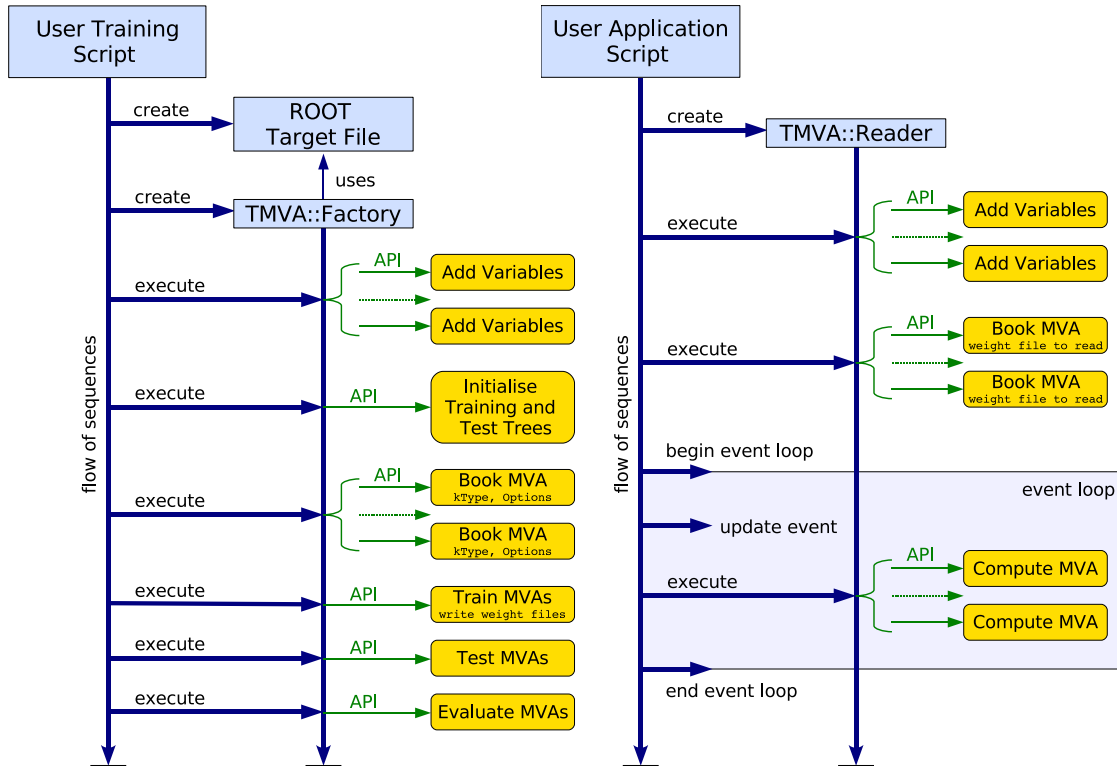 User Training
Script
create
ROOT
Target File
uses
create
TMVA::Factory
API
Add Variables
execute
Add Variables
flow of sequences
execute
API
Initialise
Training and
Test Trees
API
Book MVA
kType, Options
execute
Book MVA
kType, Options
execute
API
Train MVAs
write weight files
execute
API
Test MVAs
execute
API
Evaluate MVAs
User Application
Script
create
TMVA::Reader
API
Add Variables
execute
Add Variables
API
Book MVA
weight file to read
execute
Book MVA
weight file to read
flow of sequences
begin event loop
event loop
update event
API
Compute MVA
execute
Compute MVA
end event loop